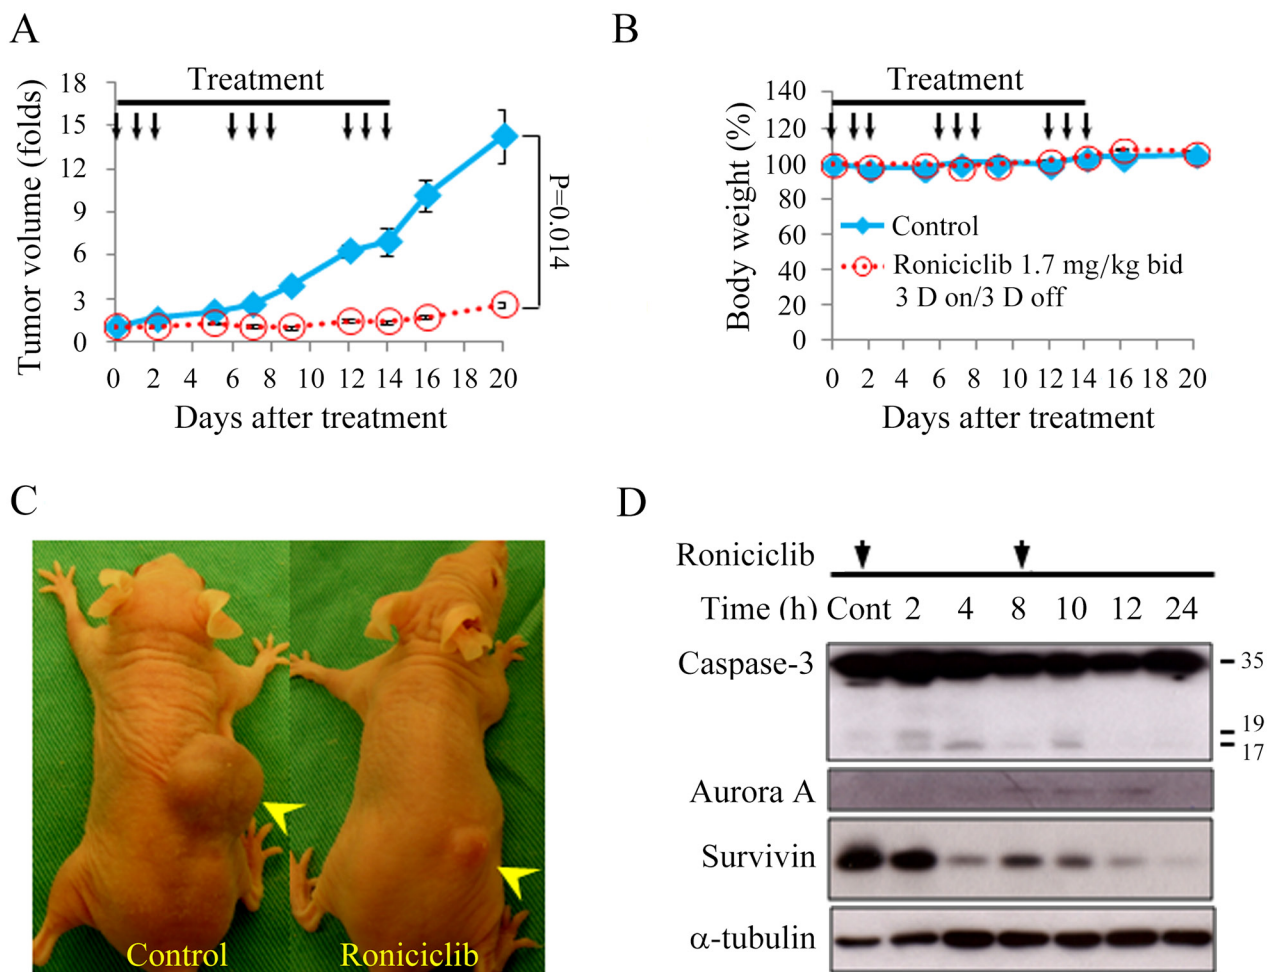 A
Treatment
Tumor volume (folds)
18
15
12
9
6
3
0
0 2 4 6 8 10 12 14 16 18 20
Days after treatment
P=0.014
B
Treatment
Body weight (%)
140
120
100
80
60
40
20
0
Control
Roniciclib 1.7 mg/kg bid
3 D on/3 D off
0 2 4 6 8 10 12 14 16 18 20
Days after treatment
C
Control
Roniciclib
D
Roniciclib
Time (h) Cont 2 4 8 10 12 24
Caspase-3
35
19
17
Aurora A
Survivin
α-tubulin